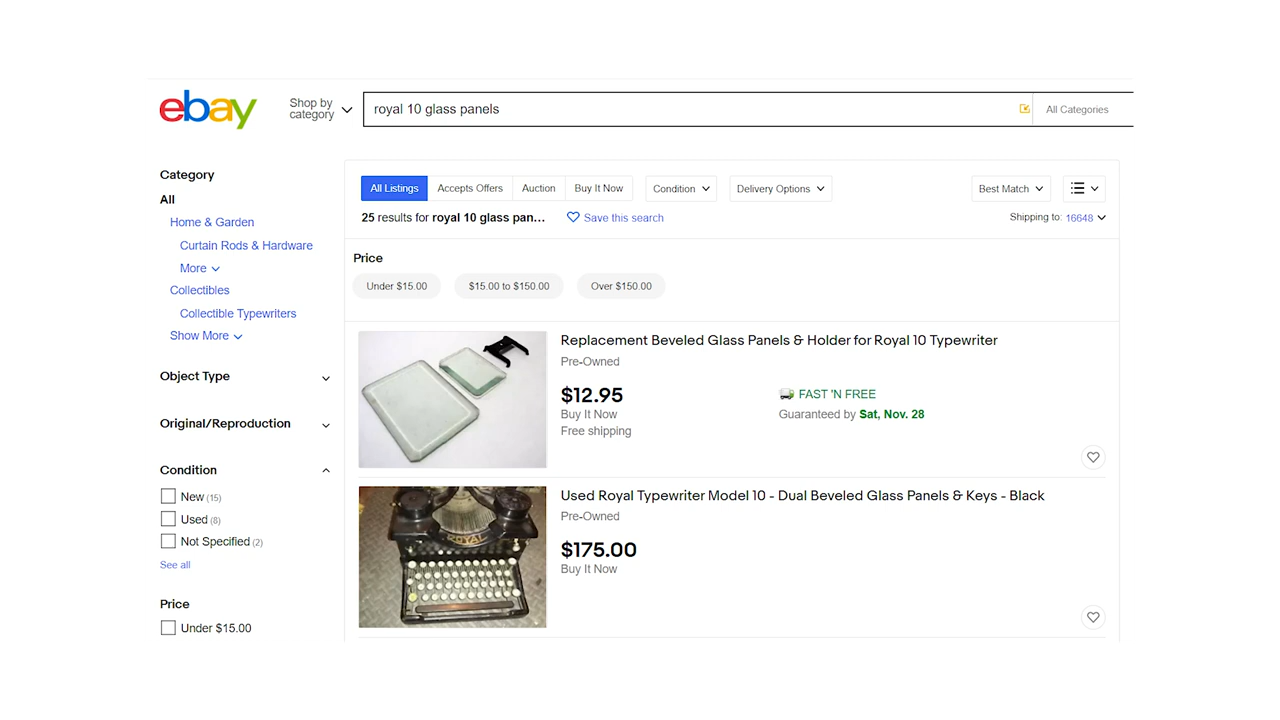 ebay
Shop by
category
royal 10 glass panels
All Categories
Category
All
Home & Garden
Curtain Rods & Hardware
More
Collectibles
Collectible Typewriters
Show More
Object Type
Original/Reproduction
Condition
New (15)
Used (8)
Not Specified (2)
See all
Price
Under $15.00
All Listings
Accepts Offers
Auction
Buy It Now
Condition
Delivery Options
Best Match
25 results for royal 10 glass pan...
Save this search
Shipping to: 16648
Price
Under $15.00
$15.00 to $150.00
Over $150.00
Replacement Beveled Glass Panels & Holder for Royal 10 Typewriter
Pre-Owned
$12.95
Buy It Now
Free shipping
FAST 'N FREE
Guaranteed by Sat, Nov. 28
Used Royal Typewriter Model 10 - Dual Beveled Glass Panels & Keys - Black
Pre-Owned
$175.00
Buy It Now
ROYAL